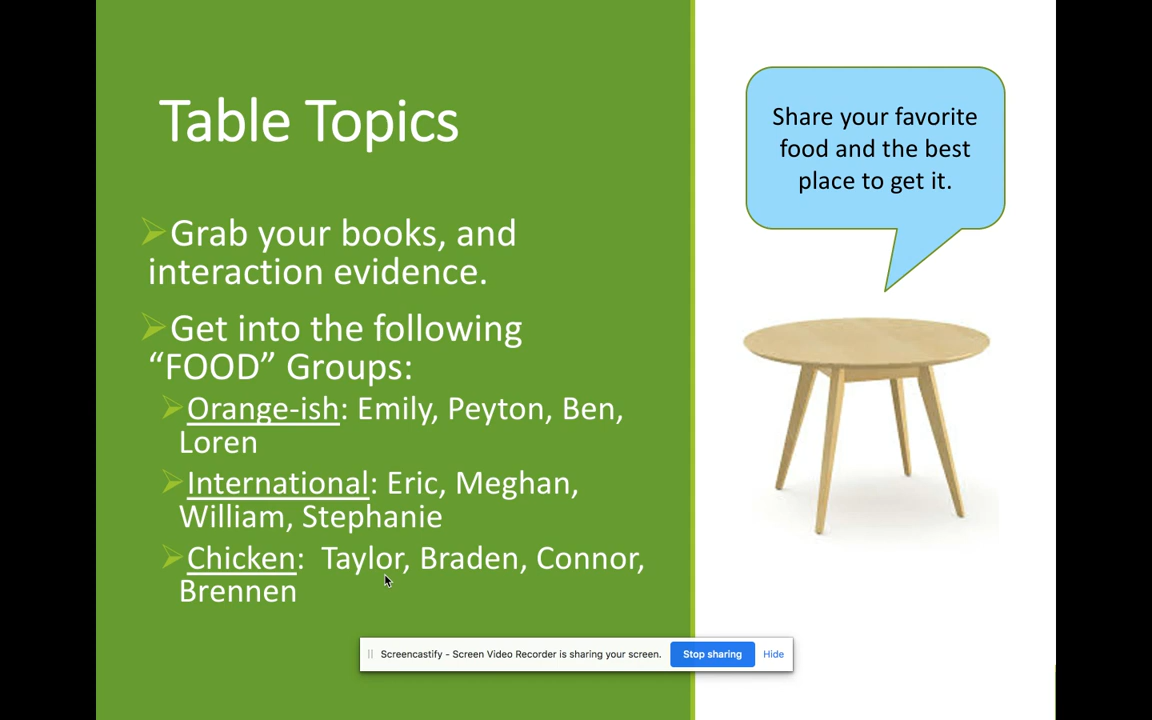 Table Topics
Grab your books, and
interaction evidence.
Get into the following
“FOOD” Groups:
Orange-ish: Emily, Peyton, Ben,
Loren
International: Eric, Meghan,
William, Stephanie
Chicken:  Taylor, Braden, Connor,
Brennen
Share your favorite
food and the best
place to get it.
Screencastify - Screen Video Recorder is sharing your screen.
Stop sharing
Hide